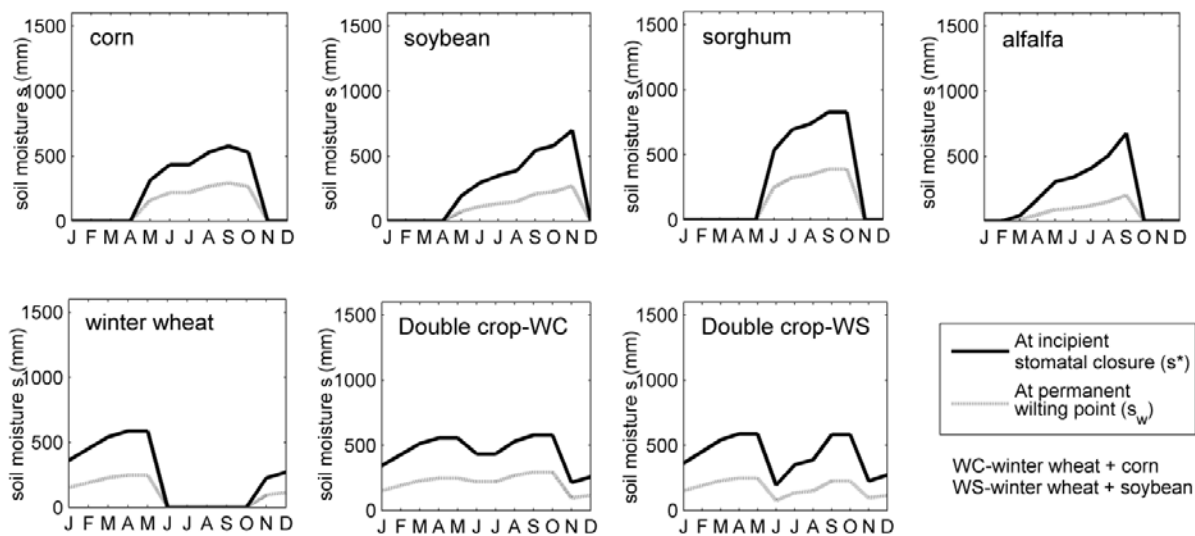 corn
soybean
sorghum
alfalfa
soil moisture s (mm)
1500
1000
500
0
J F M A M J J A S O N D
soil moisture s (mm)
1500
1000
500
0
J F M A M J J A S O N D
soil moisture s (mm)
1500
1000
500
0
J F M A M J J A S O N D
soil moisture s (mm)
1500
1000
500
J F M A M J J A S O N D
winter wheat
Double crop-WC
Double crop-WS
soil moisture s (mm)
1500
1000
500
0
J F M A M J J A S O N D
soil moisture s (mm)
1500
1000
500
0
J F M A M J J A S O N D
soil moisture s (mm)
1500
1000
500
0
J F M A M J J A S O N D
At incipient
stomatal closure (s*)
At permanent
wilting point (s_w)
WC-winter wheat + corn
WS-winter wheat + soybean